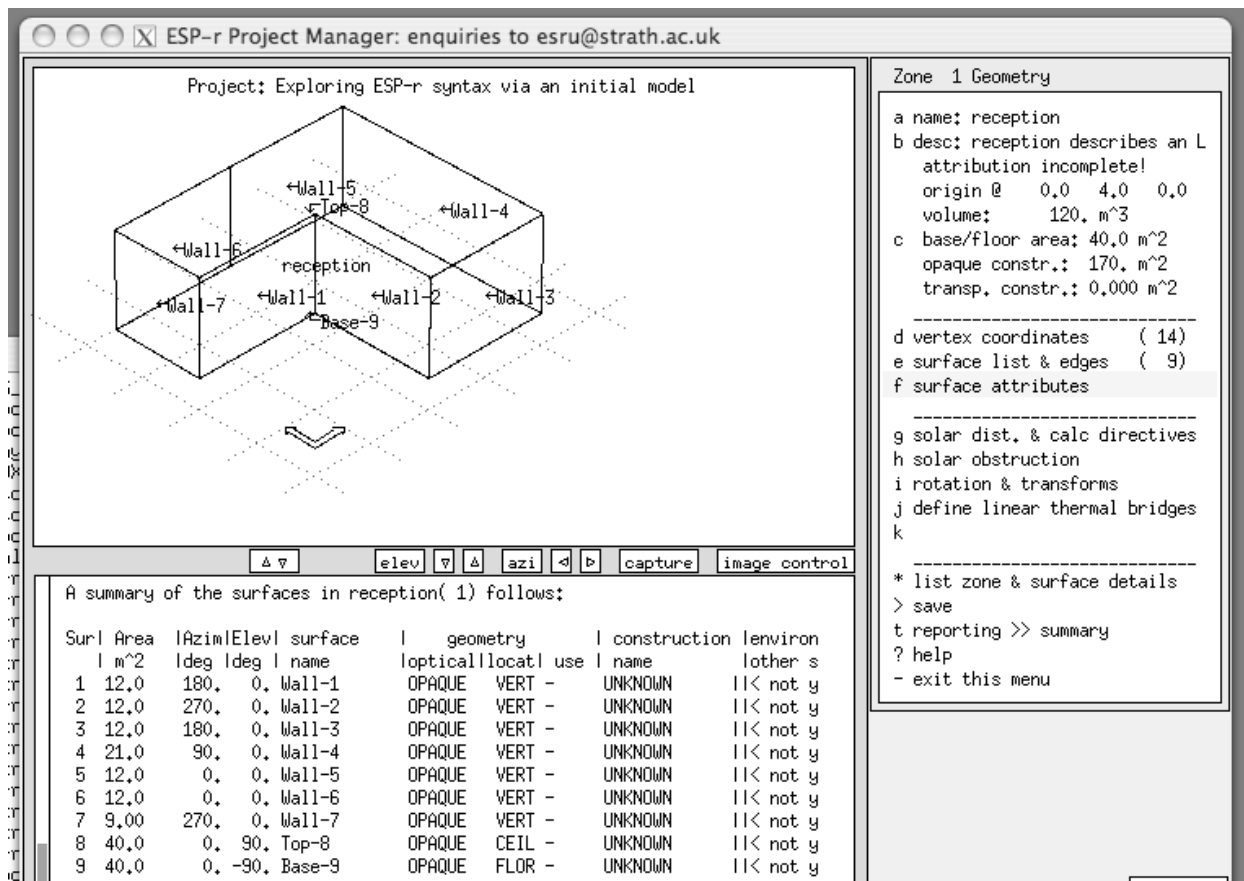 X ESP-r Project Manager: enquiries to esru@strath.ac.uk
Project: Exploring ESP-r syntax via an initial model
Wall-5
Top-8
Wall-4
Wall-6
reception
Wall-7
Wall-1
Wall-2
Wall-3
Base-9
elev
azi
capture
image control
A summary of the surfaces in reception( 1) follows:
Sur| Area |Azim|Elev| surface | geometry | construction |environ
| m^2 |deg |deg | name |optical|locat| use | name |other s
1 12.0 180. 0. Wall-1 OPAQUE VERT - UNKNOWN ||< not y
2 12.0 270. 0. Wall-2 OPAQUE VERT - UNKNOWN ||< not y
3 12.0 180. 0. Wall-3 OPAQUE VERT - UNKNOWN ||< not y
4 21.0 90. 0. Wall-4 OPAQUE VERT - UNKNOWN ||< not y
5 12.0 0. 0. Wall-5 OPAQUE VERT - UNKNOWN ||< not y
6 12.0 0. 0. Wall-6 OPAQUE VERT - UNKNOWN ||< not y
7 9.00 270. 0. Wall-7 OPAQUE VERT - UNKNOWN ||< not y
8 40.0 0. 90. Top-8 OPAQUE CEIL - UNKNOWN ||< not y
9 40.0 0. -90. Base-9 OPAQUE FLOR - UNKNOWN ||< not y
Zone 1 Geometry
a name: reception
b desc: reception describes an L
attribution incomplete!
origin @ 0.0 4.0 0.0
volume: 120. m^3
c base/floor area: 40.0 m^2
opaque constr.: 170. m^2
transp. constr.: 0.000 m^2
d vertex coordinates ( 14)
e surface list & edges ( 9)
f surface attributes
g solar dist. & calc directives
h solar obstruction
i rotation & transforms
j define linear thermal bridges
k
* list zone & surface details
> save
t reporting >> summary
? help
- exit this menu